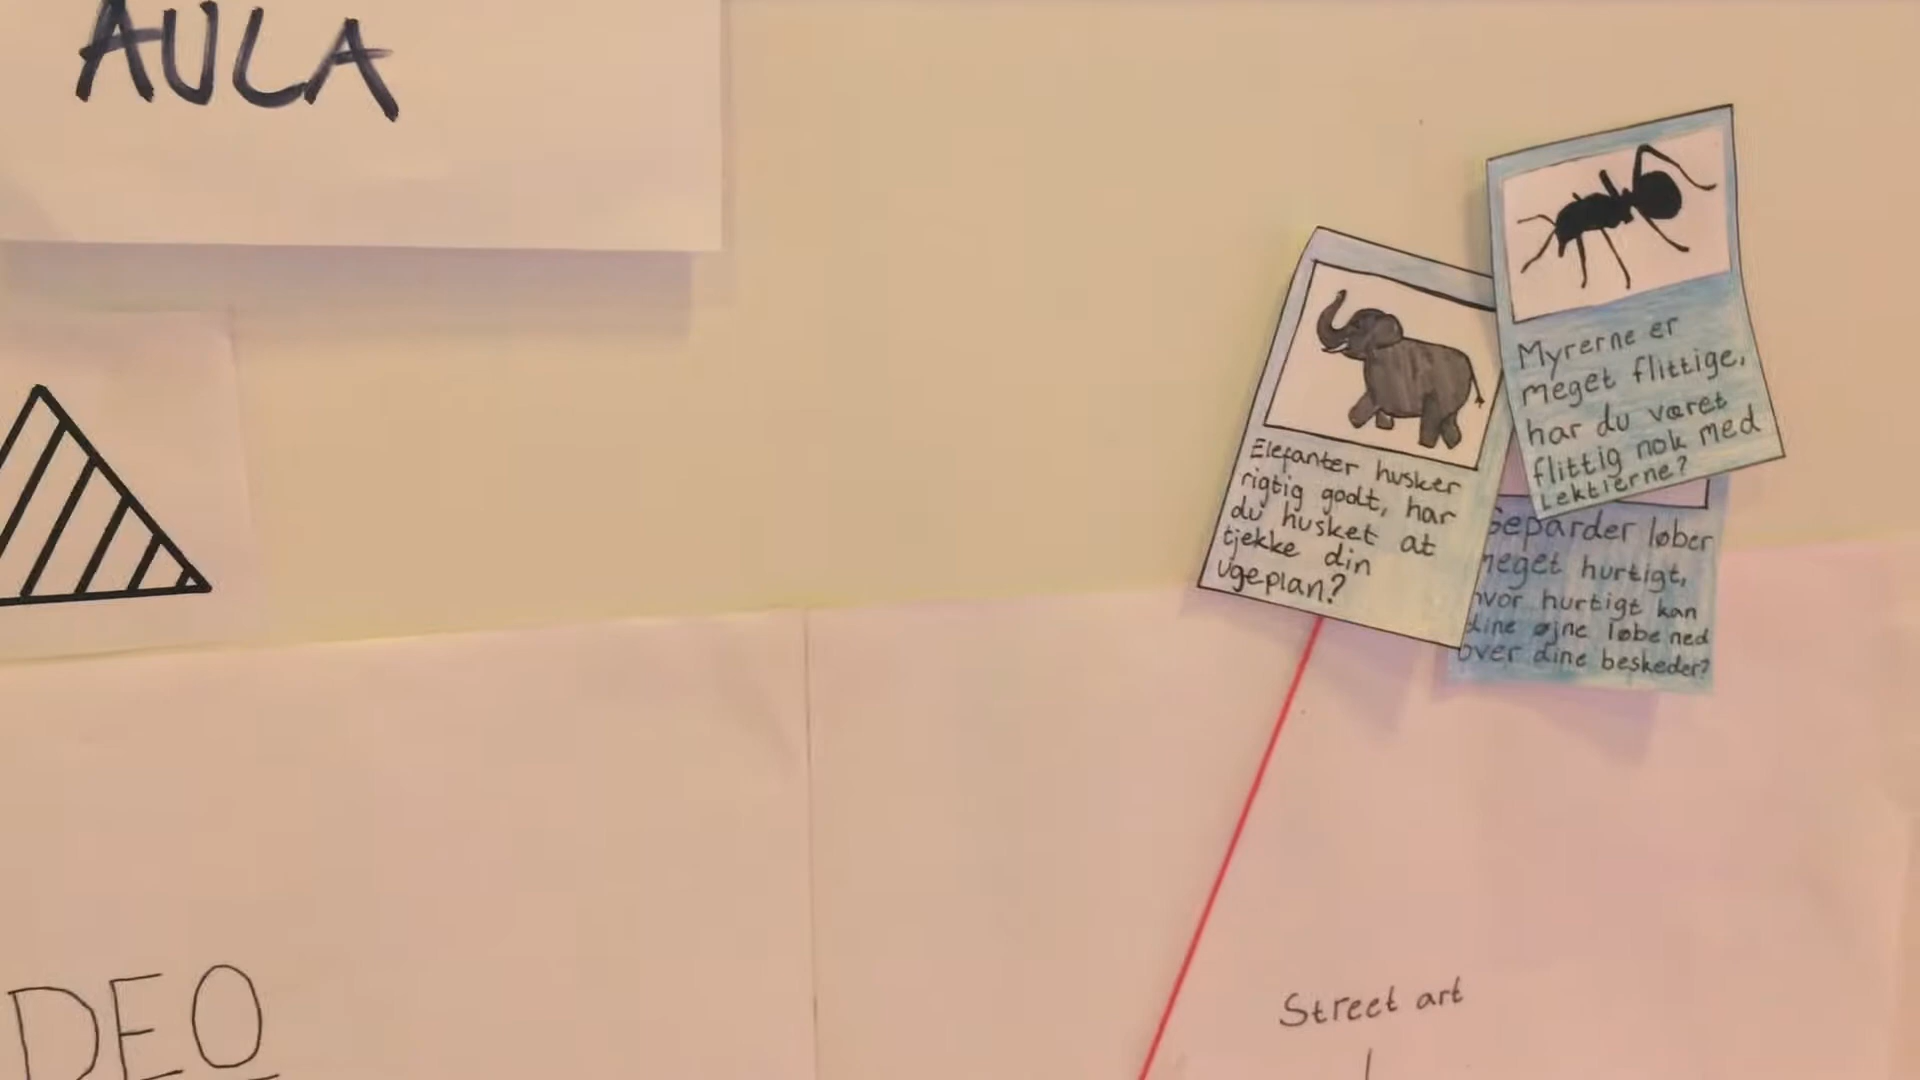 AULA
Myrerne er
meget flittige,
har du været
flittig nok med
Lektierne?
Elefanter husker
rigtig godt, har
du husket at
tjekke din
ugeplan?
Geparder løber
meget hurtigt,
hvor hurtigt kan
dine øjne løbe ned
over dine beskeder?
DEO
Street art